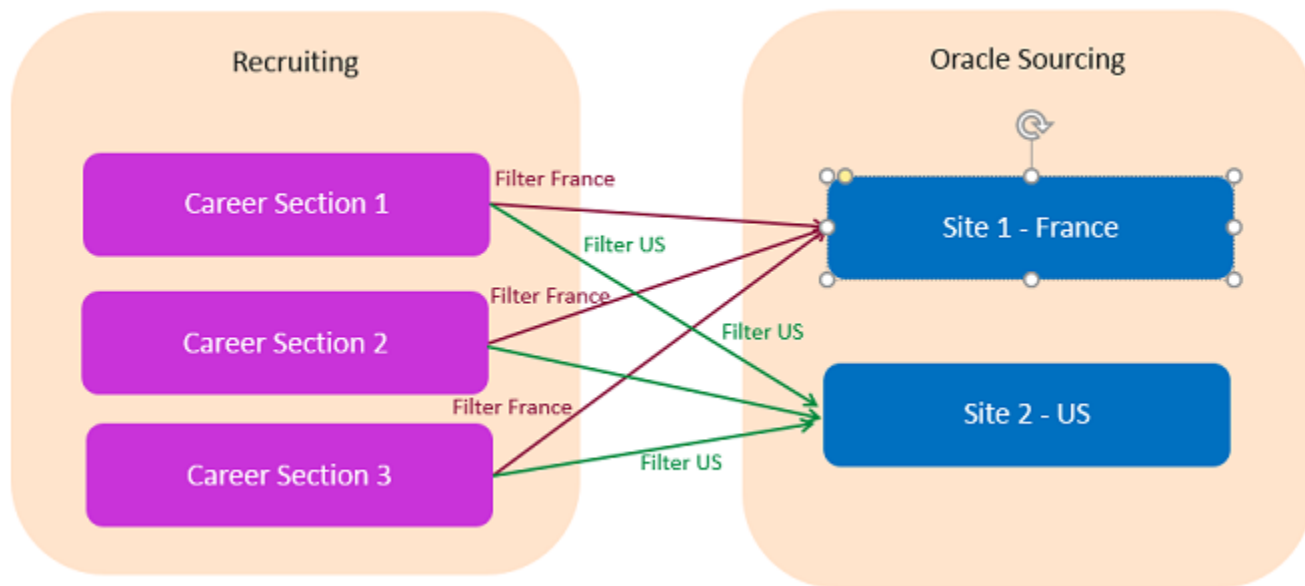 Recruiting
Oracle Sourcing
Career Section 1
Filter France
Site 1 - France
Filter US
Filter France
Career Section 2
Filter US
Filter France
Site 2 - US
Career Section 3
Filter US